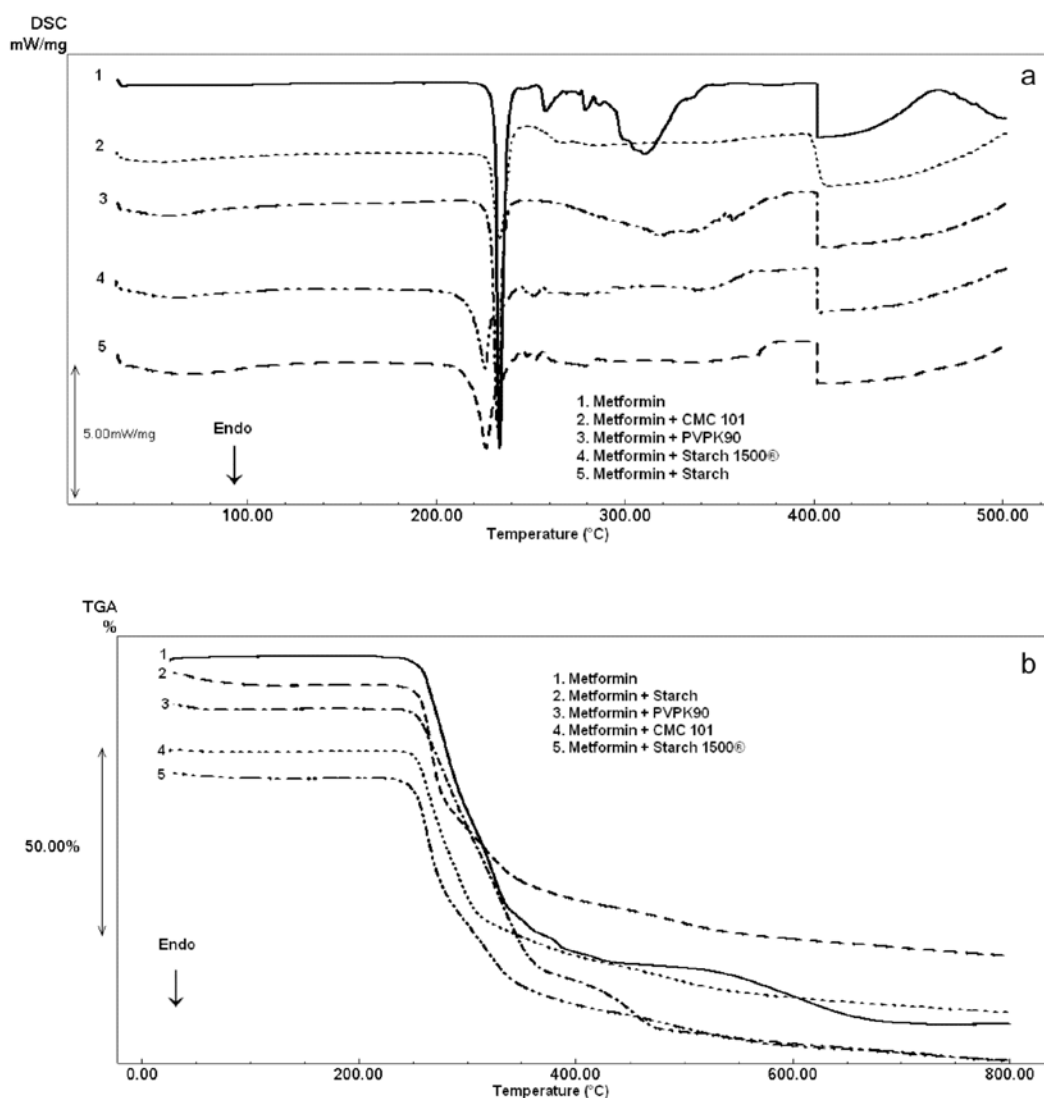 DSC
mW/mg
a
1
2
3
4
5
5.00mW/mg
Endo
1. Metformin
2. Metformin + CMC 101
3. Metformin + PVPK90
4. Metformin + Starch 1500®
5. Metformin + Starch
100.00 200.00 300.00 400.00 500.00
Temperature (°C)
TGA
%
b
1
2
3
4
5
1. Metformin
2. Metformin + Starch
3. Metformin + PVPK90
4. Metformin + CMC 101
5. Metformin + Starch 1500®
50.00%
Endo
0.00 200.00 400.00 600.00 800.00
Temperature (°C)